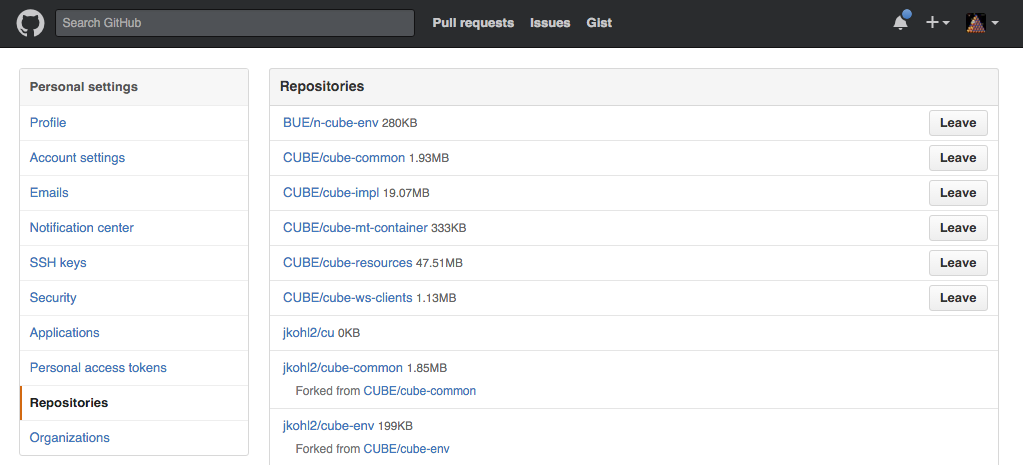 Search GitHub Pull requests Issues Gist
Personal settings
Profile
Account settings
Emails
Notification center
SSH keys
Security
Applications
Personal access tokens
Repositories
Organizations
Repositories
BUE/n-cube-env 280KB Leave
CUBE/cube-common 1.93MB Leave
CUBE/cube-impl 19.07MB Leave
CUBE/cube-mt-container 333KB Leave
CUBE/cube-resources 47.51MB Leave
CUBE/cube-ws-clients 1.13MB Leave
jkohl2/cu 0KB
jkohl2/cube-common 1.85MB
Forked from CUBE/cube-common
jkohl2/cube-env 199KB
Forked from CUBE/cube-env